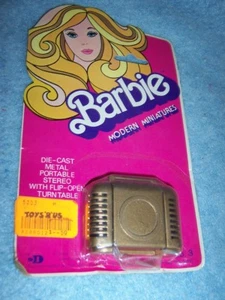 Barbie
MODERN MINIATURES
DIE-CAST
METAL
PORTABLE
STEREO
WITH FLIP-OPEN
TURNTABLE
TOYS R US